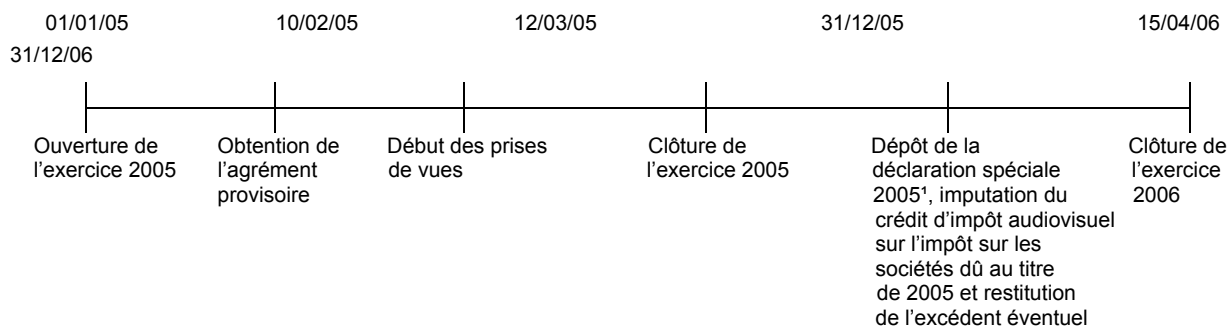 01/01/05 10/02/05 12/03/05 31/12/05 15/04/06
31/12/06
Ouverture de
l'exercice 2005
Obtention de
l'agrément
provisoire
Début des prises
de vues
Clôture de
l'exercice 2005
Dépôt de la
déclaration spéciale
2005¹, imputation du
crédit d'impôt audiovisuel
sur l'impôt sur les
sociétés dû au titre
de 2005 et restitution
de l'excédent éventuel
Clôture de
l'exercice
2006